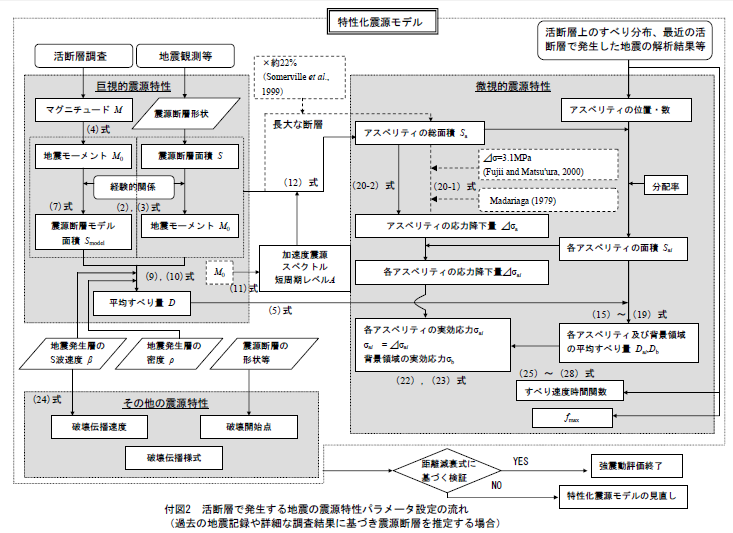 特性化震源モデル
活断層調査
地震観測等
活断層上のすべり分布、最近の活
断層で発生した地震の解析結果等
×約22%
(Somerville et al.,
1999)
巨視的震源特性
微視的震源特性
マグニチュード M
震源断層形状
(4)式
長大な断層
アスペリティの位置・数
アスペリティの総面積 Sa
地震モーメント M0
震源断層面積 S
⊿σ=3.1MPa
(Fujii and Matsu'ura, 2000)
経験的関係
(12) 式
(20-2)
(20-1) 式
分配率
(7)式
(2),(3)式
Madariaga (1979)
震源断層モデル
面積 Smodel
地震モーメント M0
アスペリティの応力降下量 ⊿σa
加速度震源
スペクトル
短周期レベルA
各アスペリティの面積 Sai
M0
(9),(10)式
各アスペリティの応力降下量⊿σai
(11)式
平均すべり量 D
(5)式
(15) ～ (19) 式
各アスペリティの実効応力σai
σai = ⊿σai
背景領域の実効応力σb
各アスペリティ及び背景領域
の平均すべり量 Dai,Db
地震発生層の
S波速度 β
地震発生層の
密度 ρ
震源断層の
形状等
(22) , (23) 式
(25) ～ (28) 式
すべり速度時間関数
(24)式
その他の震源特性
fmax
破壊伝播速度
破壊開始点
破壊伝播様式
距離減衰式に
基づく検証
YES
強震動評価終了
NO
特性化震源モデルの見直し
付図2 活断層で発生する地震の震源特性パラメータ設定の流れ
(過去の地震記録や詳細な調査結果に基づき震源断層を推定する場合)